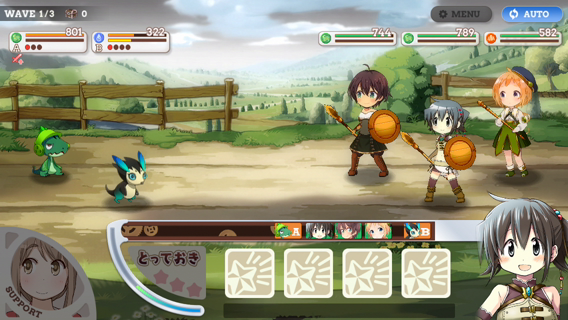 WAVE 1/3 0
MENU
AUTO
801
322
744
789
582
A
B
A
B
とっておき
SUPPORT